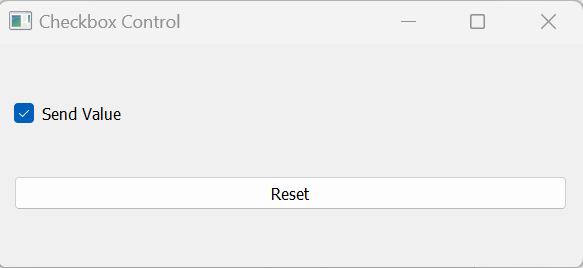 Checkbox Control
Send Value
Reset